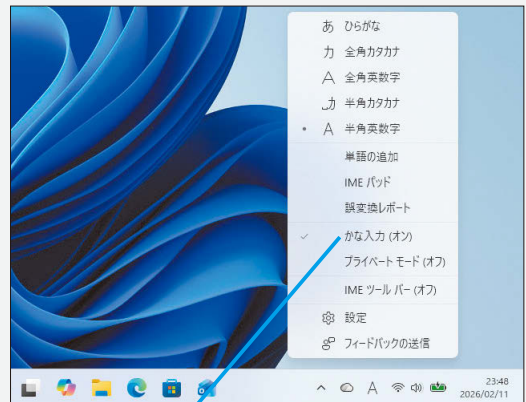 あ ひらがな
カ 全角カタカナ
A 全角英数字
カ 半角カタカナ
• A 半角英数字
単語の追加
IME パッド
誤変換レポート
✓ かな入力 (オン)
プライベート モード (オフ)
IME ツール バー (オフ)
設定
フィードバックの送信
A 23:48
2026/02/11